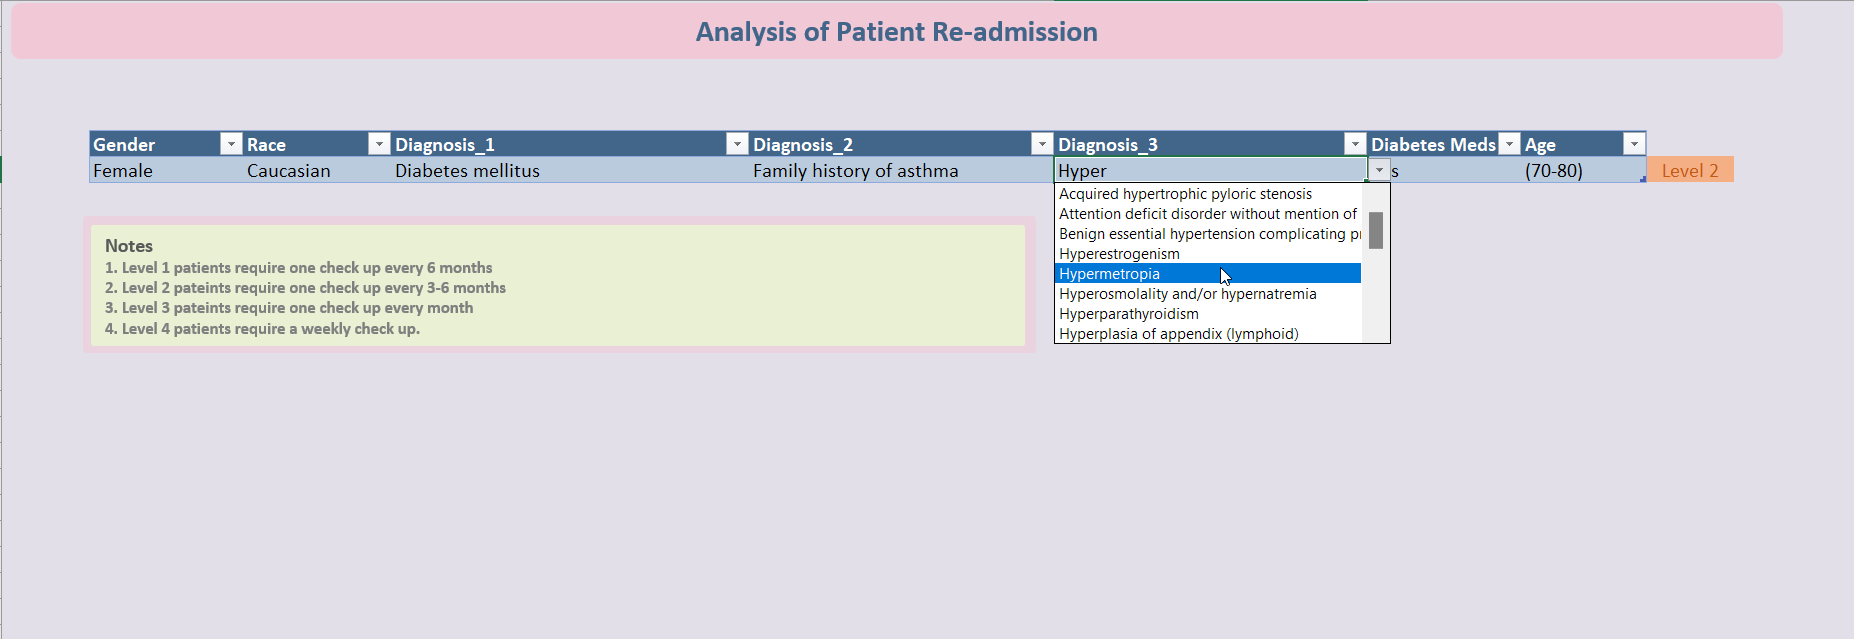 Analysis of Patient Re-admission
Gender Race Diagnosis_1 Diagnosis_2 Diagnosis_3 Diabetes Meds Age
Female Caucasian Diabetes mellitus Family history of asthma Hyper s (70-80) Level 2
Acquired hypertrophic pyloric stenosis
Attention deficit disorder without mention of
Benign essential hypertension complicating pr
Hyperestrogenism
Hypermetropia
Hyperosmolality and/or hypernatremia
Hyperparathyroidism
Hyperplasia of appendix (lymphoid)
Notes
1. Level 1 patients require one check up every 6 months
2. Level 2 pateints require one check up every 3-6 months
3. Level 3 pateints require one check up every month
4. Level 4 patients require a weekly check up.